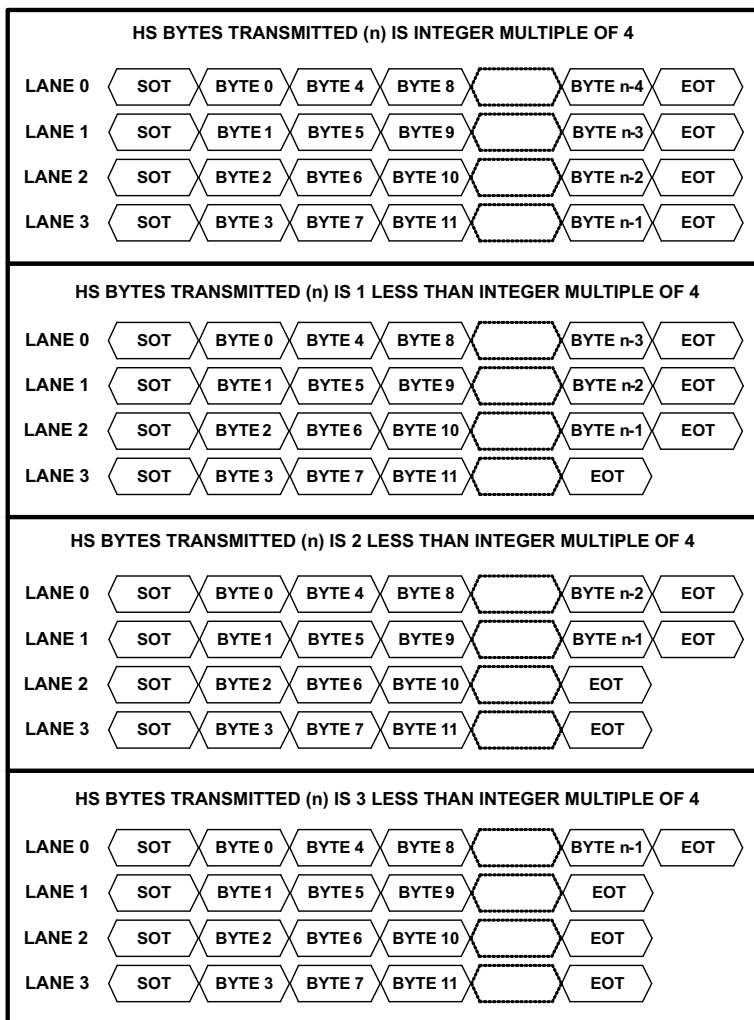 HS BYTES TRANSMITTED (n) IS INTEGER MULTIPLE OF 4
LANE 0 SOT BYTE 0 BYTE 4 BYTE 8 BYTE n-4 EOT
LANE 1 SOT BYTE 1 BYTE 5 BYTE 9 BYTE n-3 EOT
LANE 2 SOT BYTE 2 BYTE 6 BYTE 10 BYTE n-2 EOT
LANE 3 SOT BYTE 3 BYTE 7 BYTE 11 BYTE n-1 EOT
HS BYTES TRANSMITTED (n) IS 1 LESS THAN INTEGER MULTIPLE OF 4
LANE 0 SOT BYTE 0 BYTE 4 BYTE 8 BYTE n-3 EOT
LANE 1 SOT BYTE 1 BYTE 5 BYTE 9 BYTE n-2 EOT
LANE 2 SOT BYTE 2 BYTE 6 BYTE 10 BYTE n-1 EOT
LANE 3 SOT BYTE 3 BYTE 7 BYTE 11 EOT
HS BYTES TRANSMITTED (n) IS 2 LESS THAN INTEGER MULTIPLE OF 4
LANE 0 SOT BYTE 0 BYTE 4 BYTE 8 BYTE n-2 EOT
LANE 1 SOT BYTE 1 BYTE 5 BYTE 9 BYTE n-1 EOT
LANE 2 SOT BYTE 2 BYTE 6 BYTE 10 EOT
LANE 3 SOT BYTE 3 BYTE 7 BYTE 11 EOT
HS BYTES TRANSMITTED (n) IS 3 LESS THAN INTEGER MULTIPLE OF 4
LANE 0 SOT BYTE 0 BYTE 4 BYTE 8 BYTE n-1 EOT
LANE 1 SOT BYTE 1 BYTE 5 BYTE 9 EOT
LANE 2 SOT BYTE 2 BYTE 6 BYTE 10 EOT
LANE 3 SOT BYTE 3 BYTE 7 BYTE 11 EOT